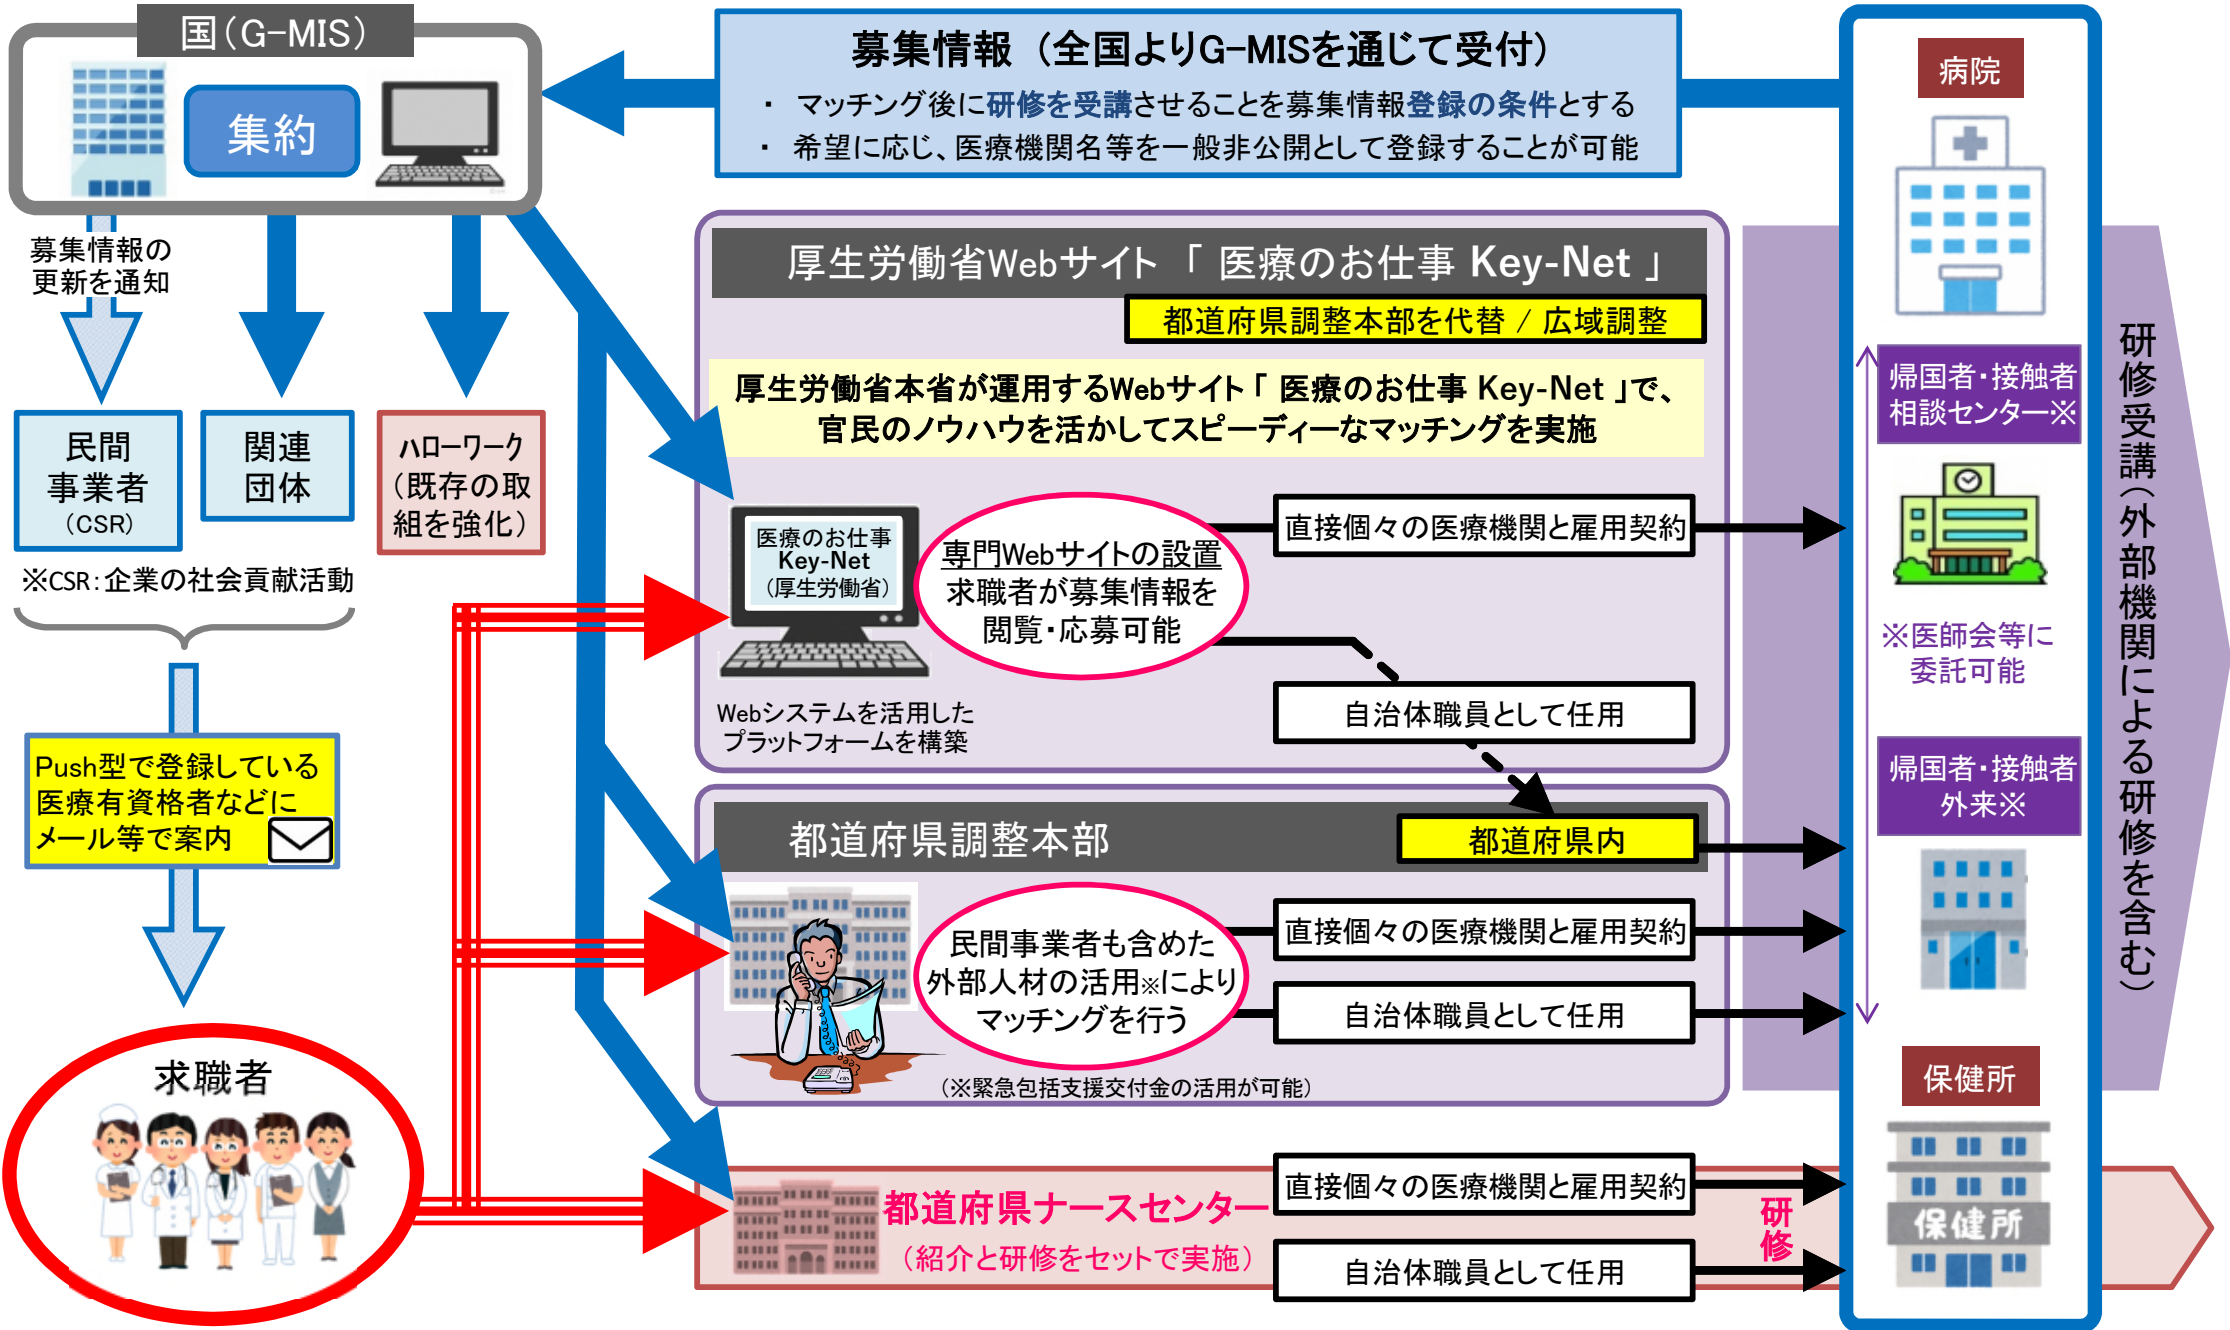 国（G-MIS）
集約
募集情報（全国よりG-MISを通じて受付）
・ マッチング後に研修を受講させることを募集情報登録の条件とする
・ 希望に応じ、医療機関名等を一般非公開として登録することが可能
募集情報の
更新を通知
民間
事業者
（CSR）
関連
団体
ハローワーク
（既存の取
組を強化）
※CSR：企業の社会貢献活動
Push型で登録している
医療有資格者などに
メール等で案内
求職者
厚生労働省Webサイト 「 医療のお仕事 Key-Net 」
都道府県調整本部を代替 / 広域調整
厚生労働省本省が運用するWebサイト「 医療のお仕事 Key-Net 」で、
官民のノウハウを活かしてスピーディーなマッチングを実施
医療のお仕事
Key-Net
（厚生労働省）
専門Webサイトの設置
求職者が募集情報を
閲覧・応募可能
直接個々の医療機関と雇用契約
自治体職員として任用
Webシステムを活用した
プラットフォームを構築
都道府県調整本部
都道府県内
民間事業者も含めた
外部人材の活用※により
マッチングを行う
直接個々の医療機関と雇用契約
自治体職員として任用
（※緊急包括支援交付金の活用が可能）
都道府県ナースセンター
（紹介と研修をセットで実施）
直接個々の医療機関と雇用契約
自治体職員として任用
研修
病院
帰国者・接触者
相談センター※
※医師会等に
委託可能
帰国者・接触者
外来※
保健所
保健所
研修受講（外部機関による研修を含む）